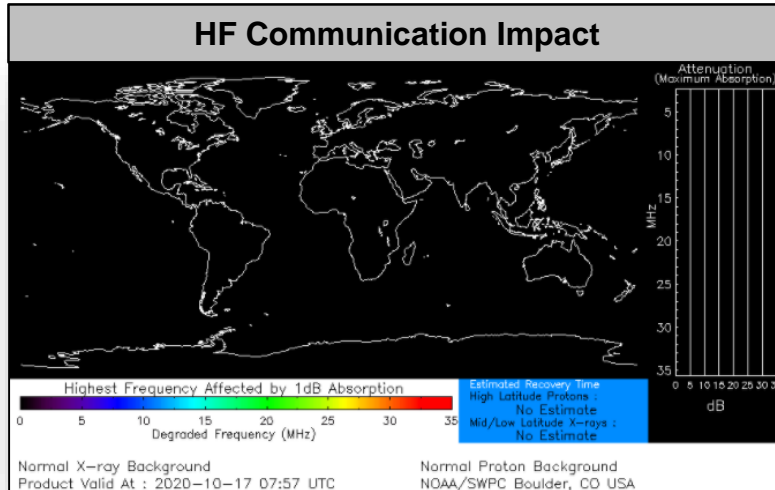 HF Communication Impact
Attenuation
(Maximum Absorption)
5
10
15
20
25
30
35
MHz
0 5 10 15 20 25 30
dB
Highest Frequency Affected by 1dB Absorption
0 5 10 15 20 25 30 35
Degraded Frequency (MHz)
Estimated Recovery Time
High Latitude Protons :
No Estimate
Mid/Low Latitude X-rays :
No Estimate
Normal X-ray Background
Product Valid At : 2020-10-17 07:57 UTC
Normal Proton Background
NOAA/SWPC Boulder, CO USA